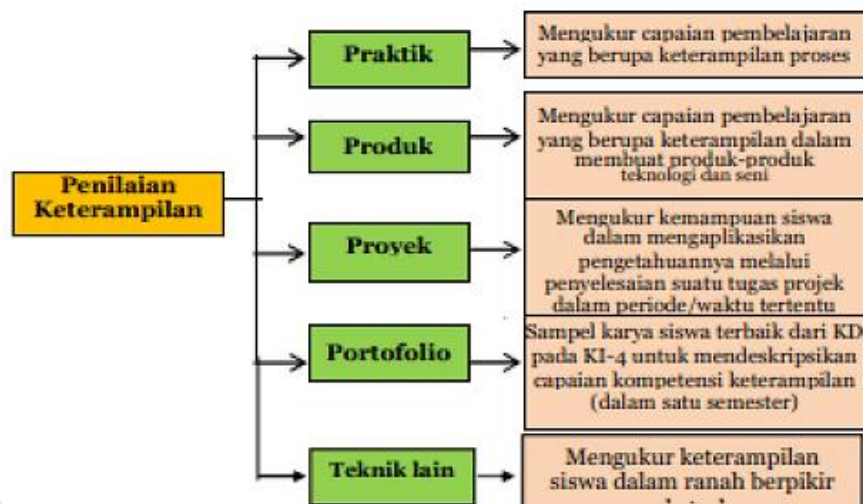 Penilaian
Keterampilan
Praktik
Mengukur capaian pembelajaran
yang berupa keterampilan proses
Produk
Mengukur capaian pembelajaran
yang berupa keterampilan dalam
membuat produk-produk
teknologi dan seni
Proyek
Mengukur kemampuan siswa
dalam mengaplikasikan
pengetahuannya melalui
penyelesaian suatu tugas projek
dalam periode/waktu tertentu
Portofolio
Sampel karya siswa terbaik dari KD
pada KI-4 untuk mendeskripsikan
capaian kompetensi keterampilan
(dalam satu semester)
Teknik lain
Mengukur keterampilan
siswa dalam ranah berpikir